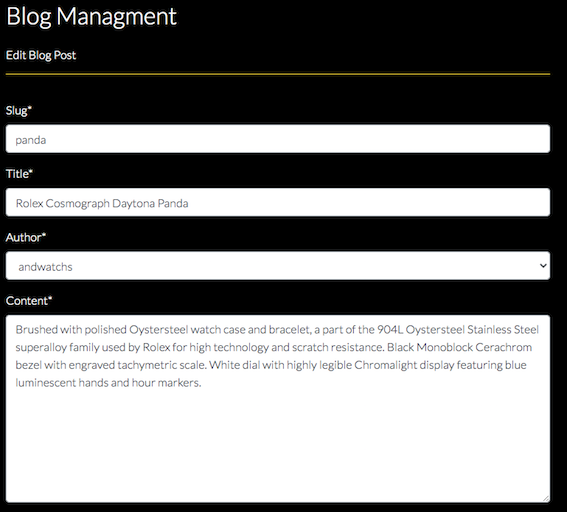 Blog Managment
Edit Blog Post
Slug*
panda
Title*
Rolex Cosmograph Daytona Panda
Author*
andwatchs
Content*
Brushed with polished Oystersteel watch case and bracelet, a part of the 904L Oystersteel Stainless Steel
superalloy family used by Rolex for high technology and scratch resistance. Black Monoblock Cerachrom
bezel with engraved tachymetric scale. White dial with highly legible Chromalight display featuring blue
luminescent hands and hour markers.